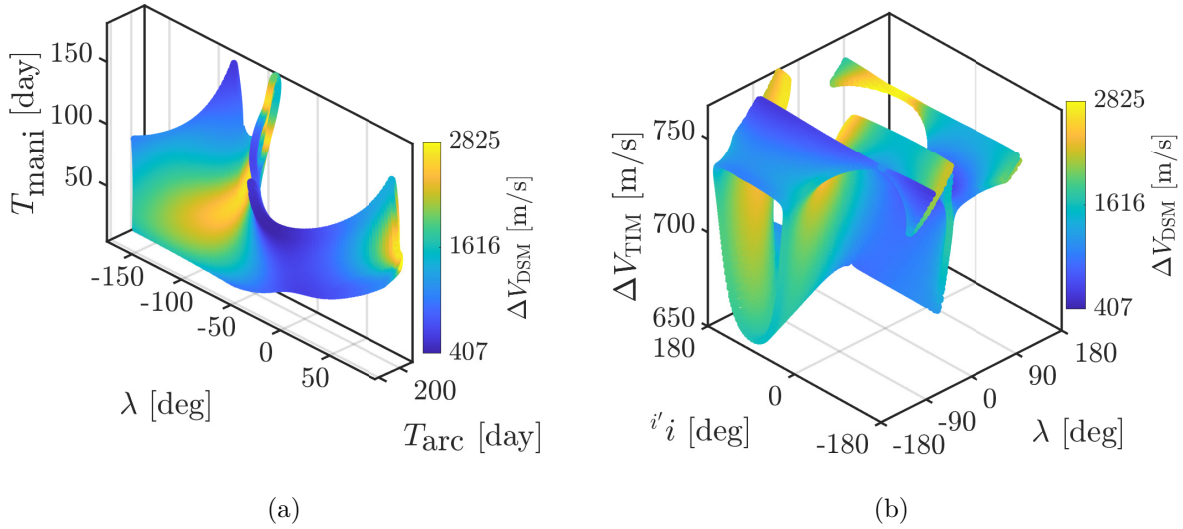 150
100
50
T_mani [day]
-150
-100
-50
0
50
200
λ [deg]
T_arc [day]
2825
1616
407
ΔV_DSM [m/s]
(a)
750
700
650
ΔV_TIM [m/s]
180
0
-180
-180
-90
0
90
180
i′i [deg]
λ [deg]
2825
1616
407
ΔV_DSM [m/s]
(b)